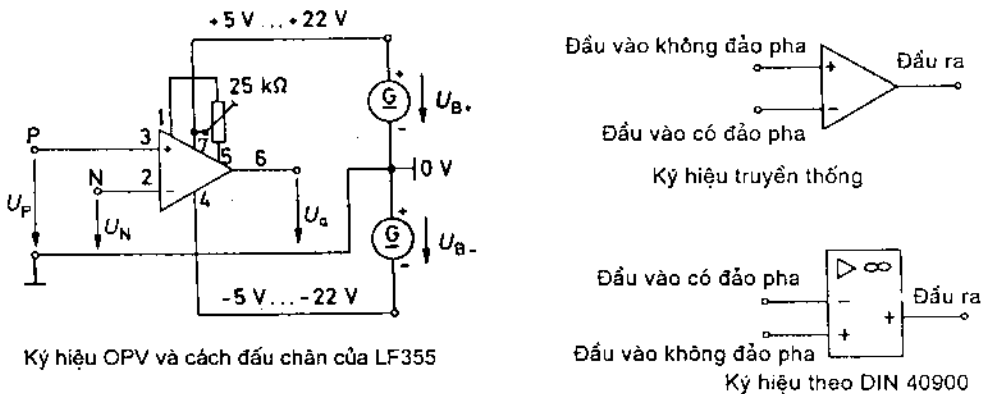 +5 V...+22 V
25 kΩ
1
3
+
7
5
6
2
-
4
P
N
U_P
U_N
U_a
G
+
-
U_B+
0 V
G
+
-
U_B-
-5 V...-22 V
Ký hiệu OPV và cách đấu chân của LF355
Đầu vào không đảo pha
+
-
Đầu ra
Đầu vào có đảo pha
Ký hiệu truyền thống
Đầu vào có đảo pha
▷ ∞
-
+
+
Đầu ra
Đầu vào không đảo pha
Ký hiệu theo DIN 40900